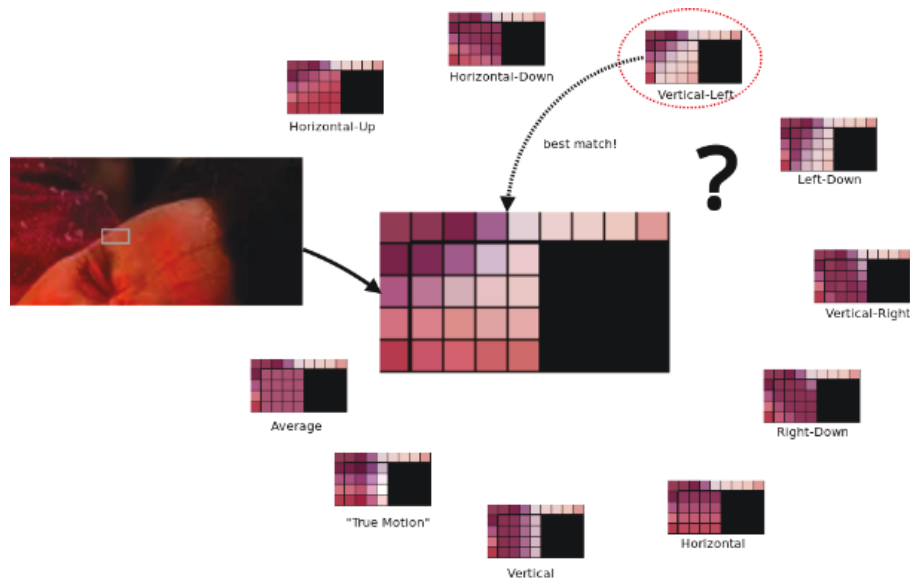 Horizontal-Down
Vertical-Left
Horizontal-Up
best match!
?
Left-Down
Vertical-Right
Average
Right-Down
"True Motion"
Horizontal
Vertical